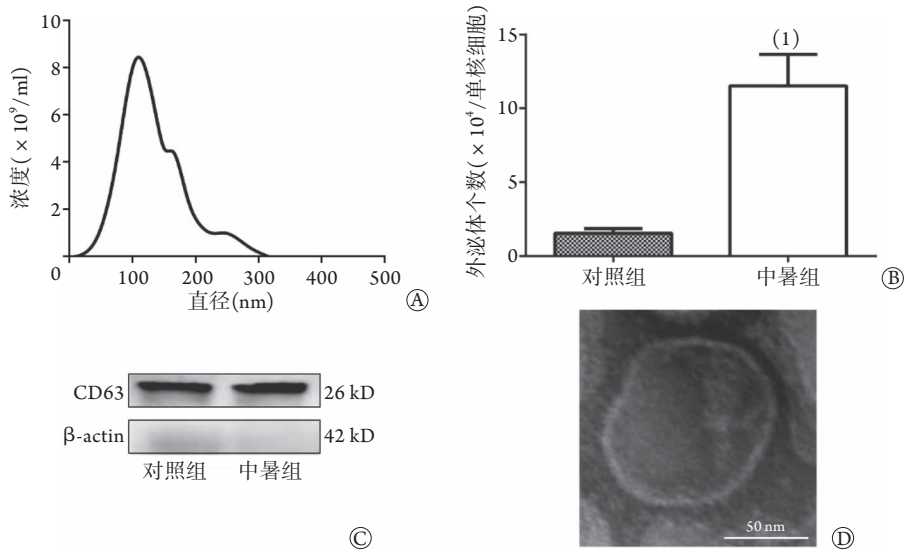 10
8
6
4
2
0
浓度(×10⁹/ml)
100
200
300
400
500
直径(nm)
Ⓐ
15
10
5
0
外泌体个数(×10⁴/单核细胞)
(1)
对照组
中暑组
Ⓑ
CD63
26 kD
β-actin
42 kD
对照组
中暑组
Ⓒ
50 nm
Ⓓ